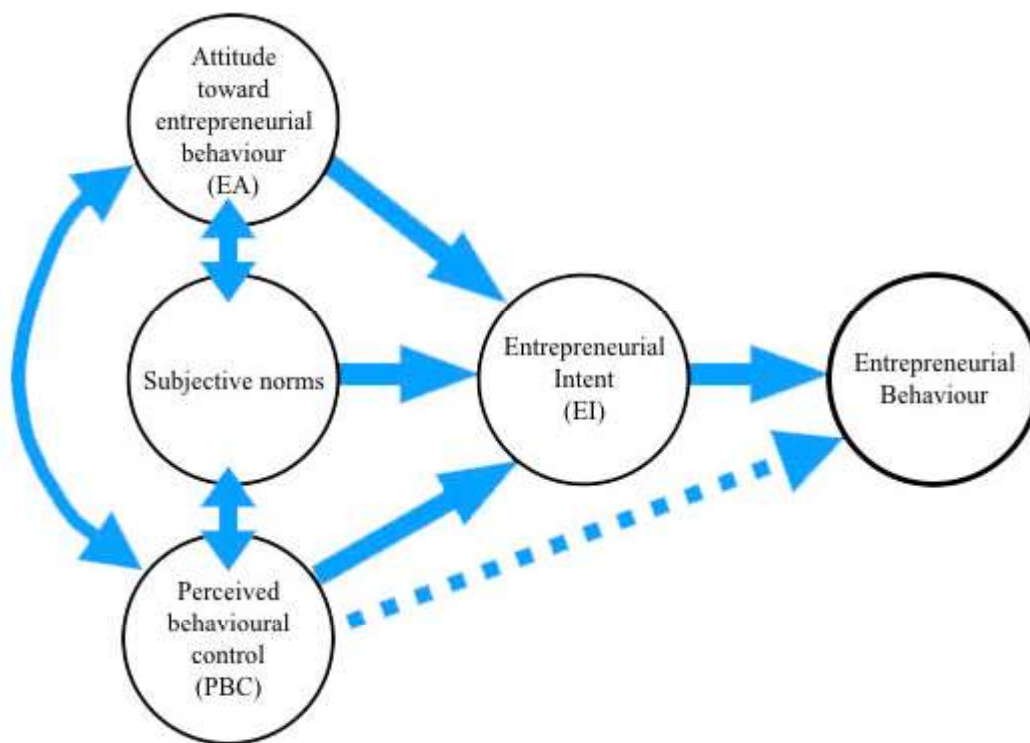 Attitude
toward
entrepreneurial
behaviour
(EA)
Subjective norms
Entrepreneurial
Intent
(EI)
Entrepreneurial
Behaviour
Perceived
behavioural
control
(PBC)